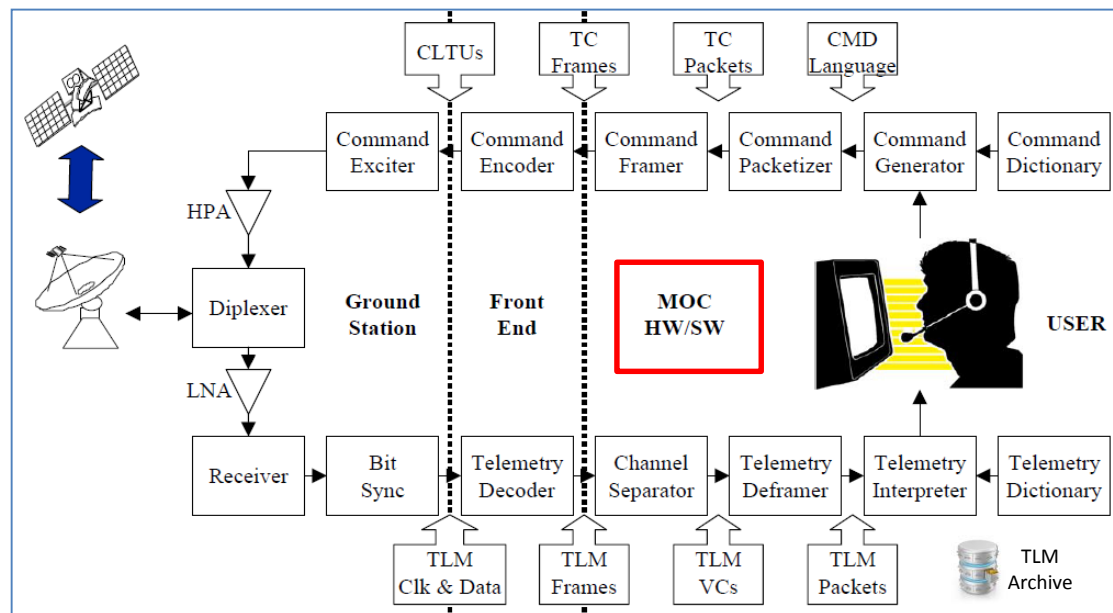 CLTUs
TC
Frames
TC
Packets
CMD
Language
Command
Exciter
Command
Encoder
Command
Framer
Command
Packetizer
Command
Generator
Command
Dictionary
HPA
Diplexer
Ground
Station
Front
End
MOC
HW/SW
USER
LNA
Receiver
Bit
Sync
Telemetry
Decoder
Channel
Separator
Telemetry
Deframer
Telemetry
Interpreter
Telemetry
Dictionary
TLM
Clk & Data
TLM
Frames
TLM
VCs
TLM
Packets
TLM
Archive